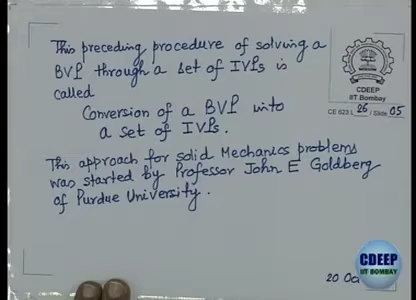 This preceding procedure of solving a
BVP through a set of IVPs is
called
Conversion of a BVP into
a set of IVPs.
This approach for solid Mechanics problems
was started by Professor John E Goldberg
of Purdue University.
CDEEP
IIT Bombay
CE 623 L 26 / Slide 05
CDEEP
IIT BOMBAY
20 Oc